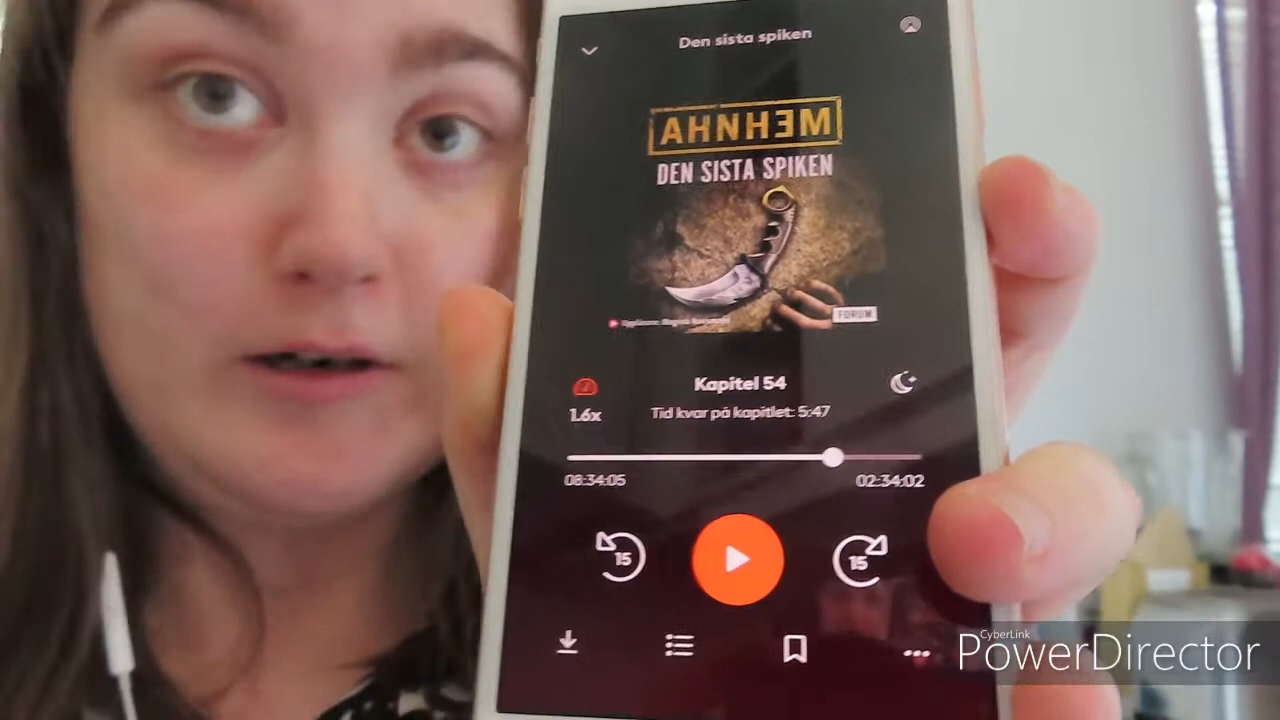 Den sista spiken
AHNHEM
DEN SISTA SPIKEN
FORUM
Kapitel 54
1.6x
Tid kvar på kapitlet: 5:47
08:34:05
02:34:02
15
15
CyberLink
PowerDirector